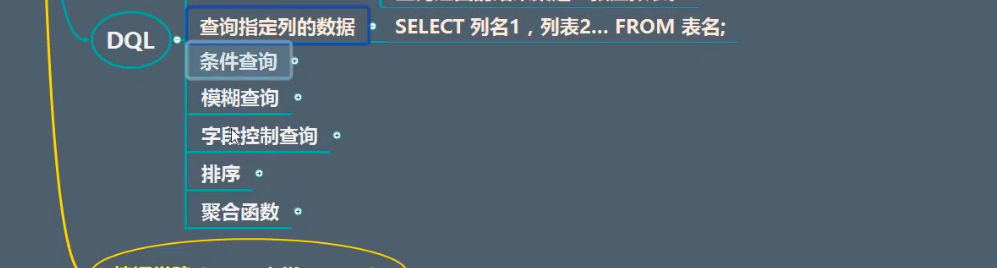 DQL
查询指定列的数据
SELECT 列名1，列表2... FROM 表名;
条件查询
模糊查询
字段控制查询
排序
聚合函数